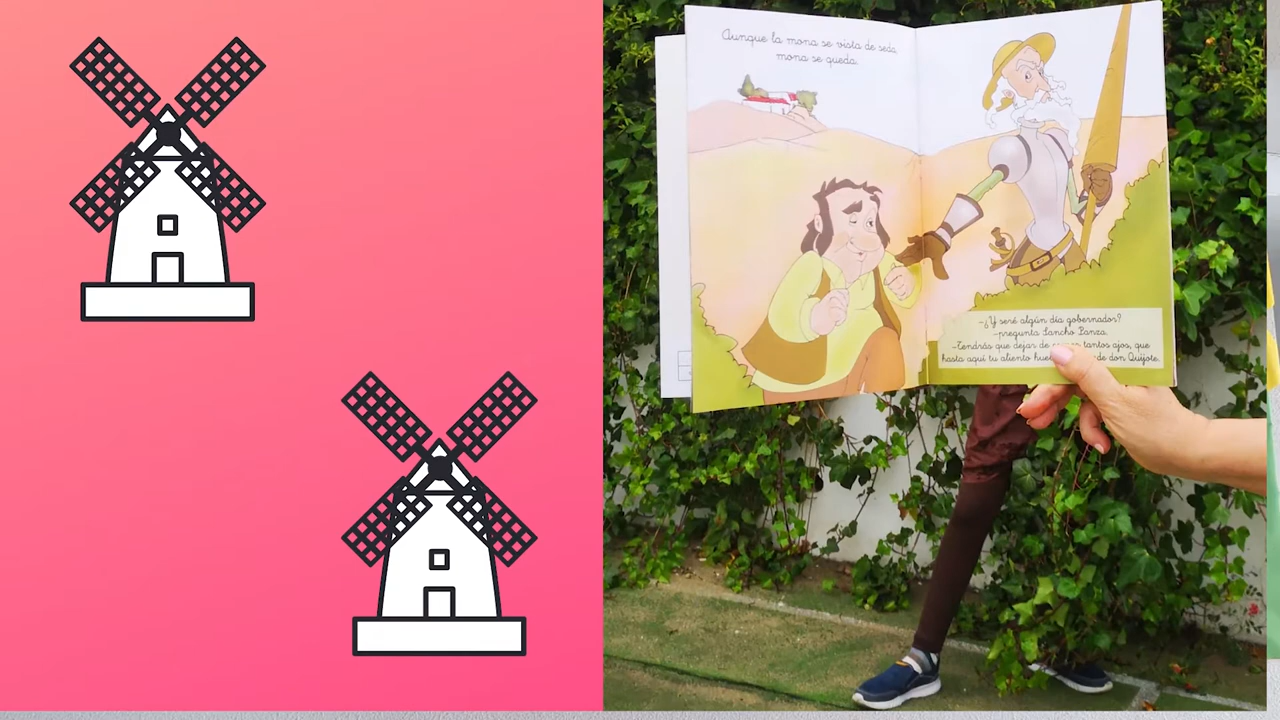 Aunque la mona se vista de seda,
mona se queda.
-¿Y seré algún día gobernador?
-pregunta Sancho Panza.
-Tendrás que dejar de tantos ajos, que
hasta aquí tu aliento don Quijote.